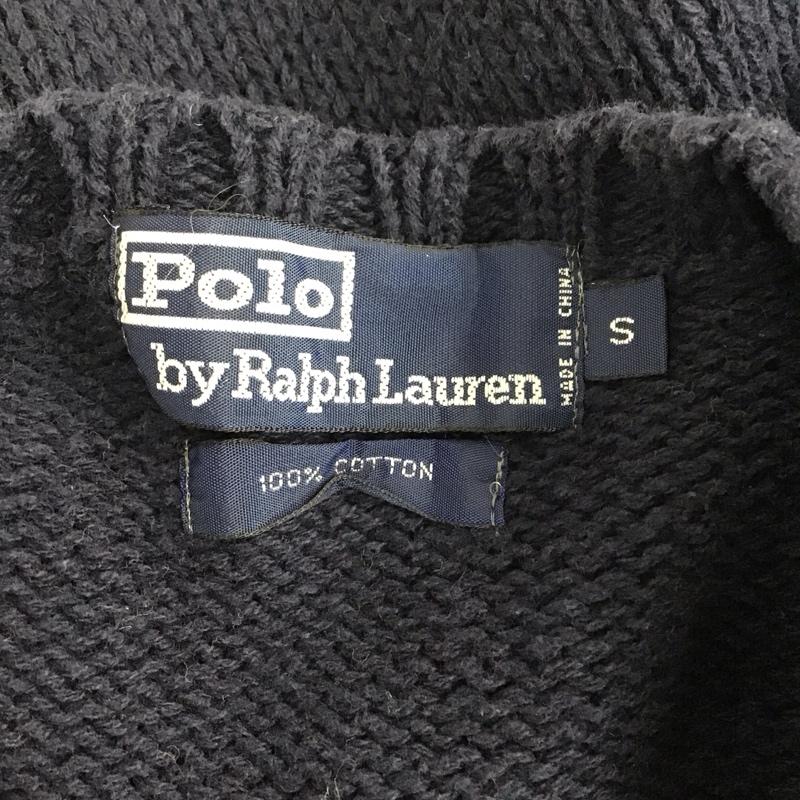 Polo
by Ralph Lauren
MADE IN CHINA
S
100% COTTON